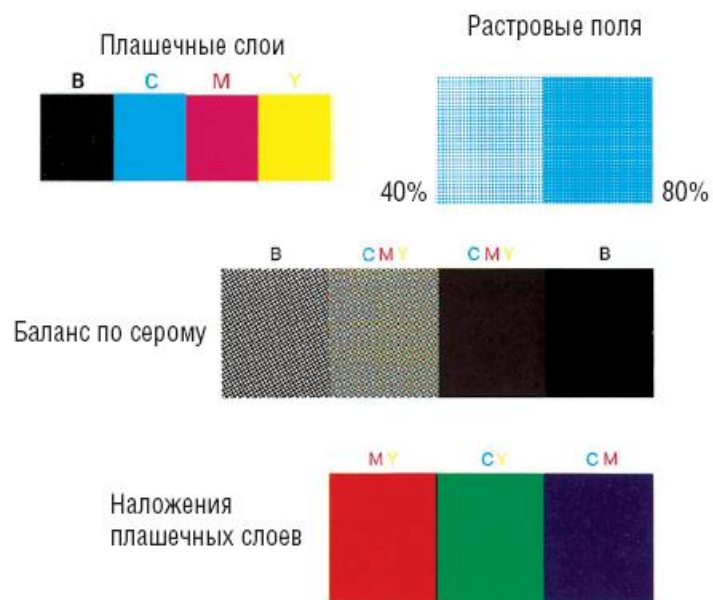 Плашечные слои
B C M Y
Растровые поля
40% 80%
B CMY CMY B
Баланс по серому
MY CY CM
Наложения
плашечных слоев